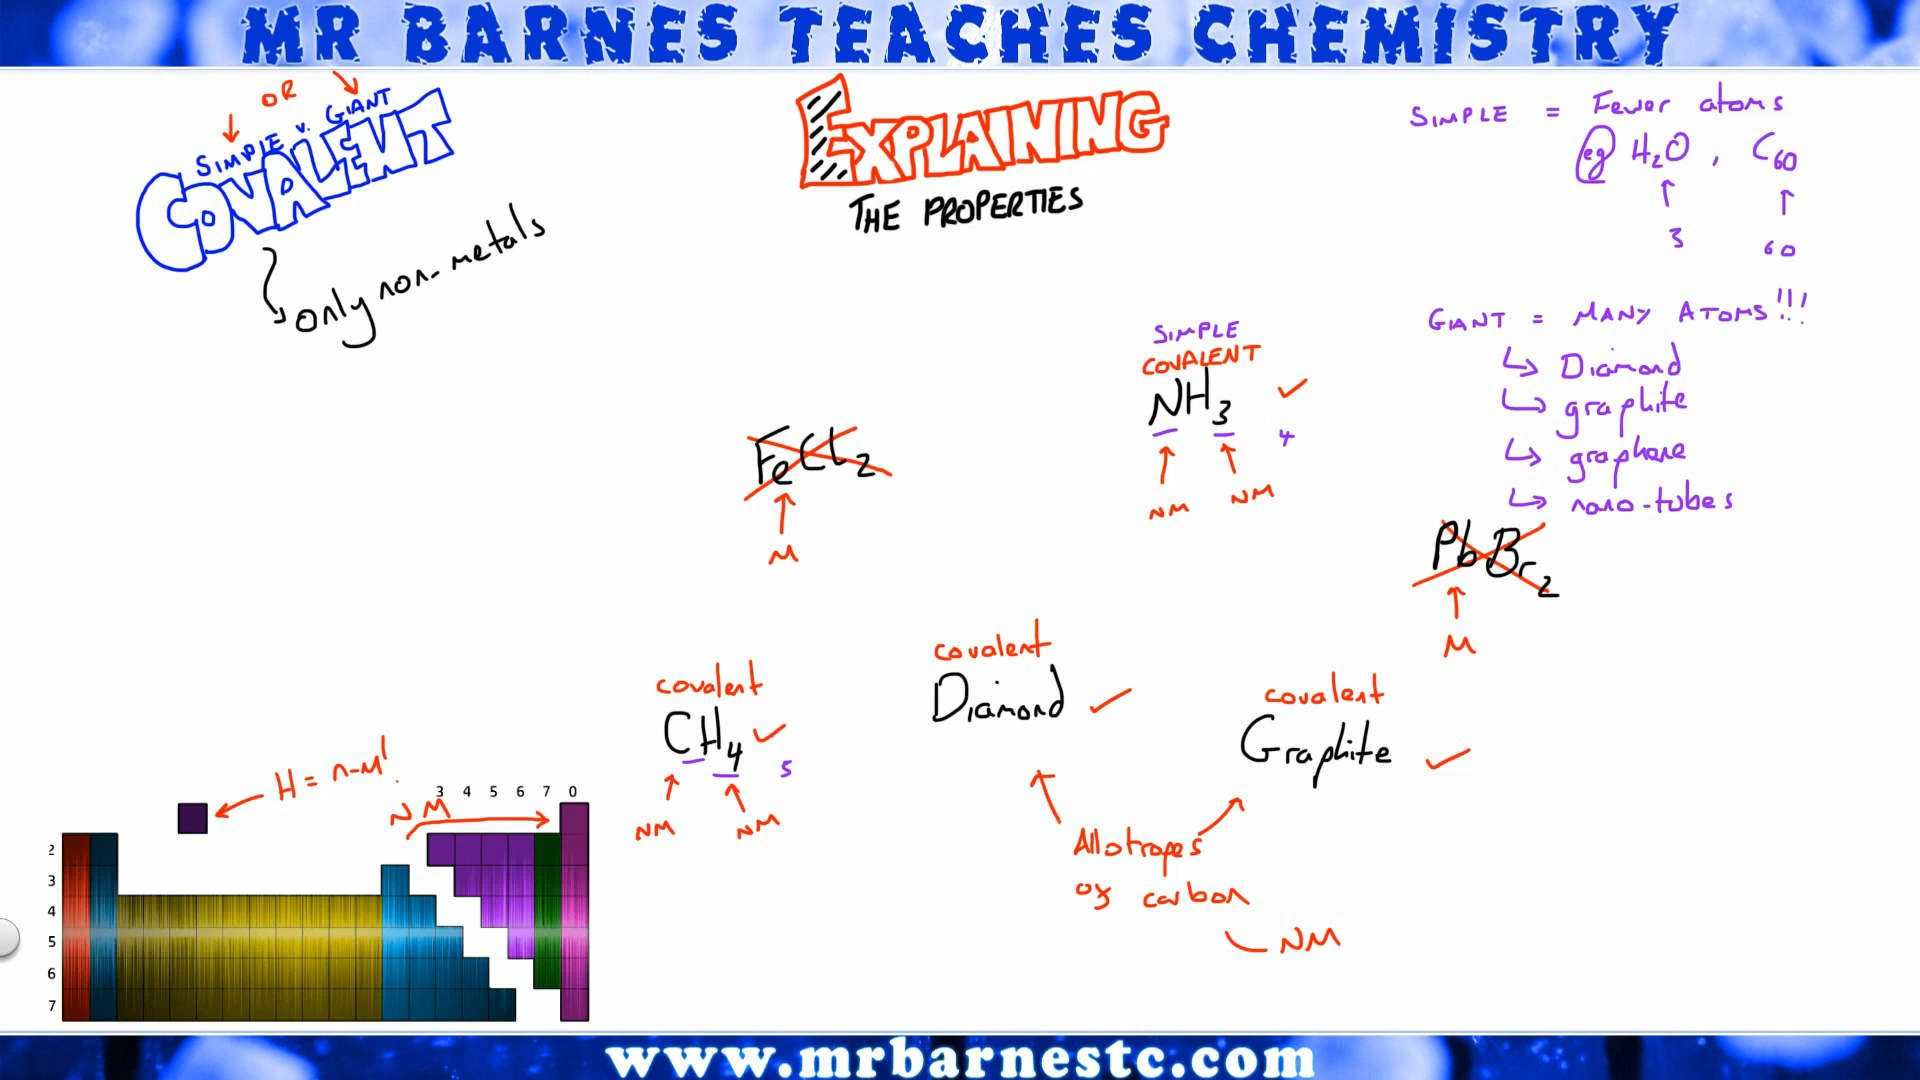 MR BARNES TEACHES CHEMISTRY
OR
SIMPLE v. GIANT
COVALENT
only non-metals
EXPLAINING
THE PROPERTIES
SIMPLE = Fewer atoms
eg H₂O, C₆₀
3 60
GIANT = MANY ATOMS!!!
↳ Diamond
↳ graphite
↳ graphene
↳ nano-tubes
SIMPLE
COVALENT
NH₃ ✓
4
NM NM
FeCl₂
M
PbBr₂
M
covalent
CH₄ ✓
5
NM NM
covalent
Diamond ✓
covalent
Graphite ✓
Allotropes
of carbon
NM
H = n-M!
NM
3 4 5 6 7 0
2
3
4
5
6
7
www.mrbarnestc.com